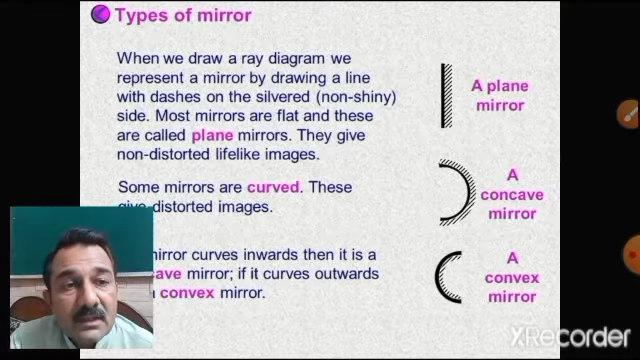 Types of mirror
When we draw a ray diagram we
represent a mirror by drawing a line
with dashes on the silvered (non-shiny)
side. Most mirrors are flat and these
are called plane mirrors. They give
non-distorted lifelike images.
Some mirrors are curved. These
distorted images.
mirror curves inwards then it is a
mirror; if it curves outwards
convex mirror.
A plane
mirror
A
concave
mirror
A
convex
mirror
XRecorder